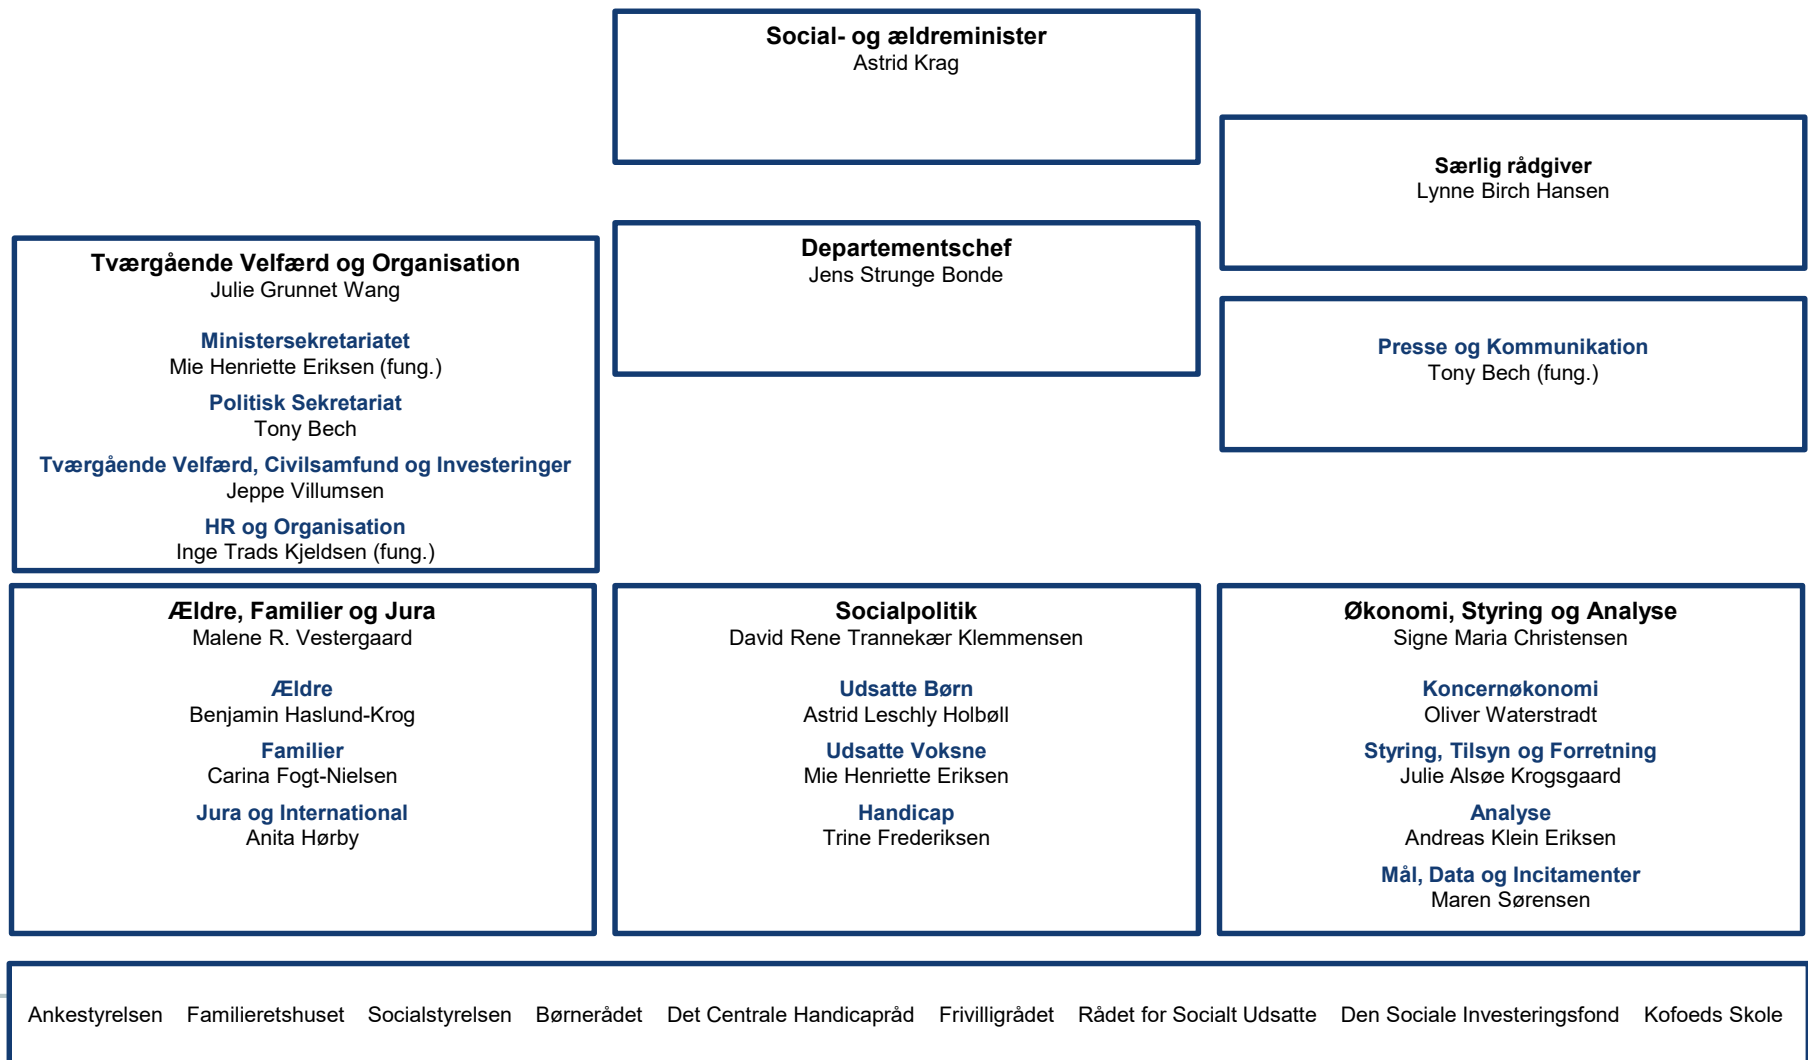 Social- og ældreminister
Astrid Krag
Særlig rådgiver
Lynne Birch Hansen
Departementschef
Jens Strunge Bonde
Tværgående Velfærd og Organisation
Julie Grunnet Wang
Ministersekretariatet
Mie Henriette Eriksen (fung.)
Politisk Sekretariat
Tony Bech
Tværgående Velfærd, Civilsamfund og Investeringer
Jeppe Villumsen
HR og Organisation
Inge Trads Kjeldsen (fung.)
Presse og Kommunikation
Tony Bech (fung.)
Ældre, Familier og Jura
Malene R. Vestergaard
Ældre
Benjamin Haslund-Krog
Familier
Carina Fogt-Nielsen
Jura og International
Anita Hørby
Socialpolitik
David Rene Trannekær Klemmensen
Udsatte Børn
Astrid Leschly Holbøll
Udsatte Voksne
Mie Henriette Eriksen
Handicap
Trine Frederiksen
Økonomi, Styring og Analyse
Signe Maria Christensen
Koncernøkonomi
Oliver Waterstradt
Styring, Tilsyn og Forretning
Julie Alsøe Krogsgaard
Analyse
Andreas Klein Eriksen
Mål, Data og Incitamenter
Maren Sørensen
Ankestyrelsen Familieretshuset Socialstyrelsen Børnerådet Det Centrale Handicapråd Frivilligrådet Rådet for Socialt Udsatte Den Sociale Investeringsfond Kofoeds Skole